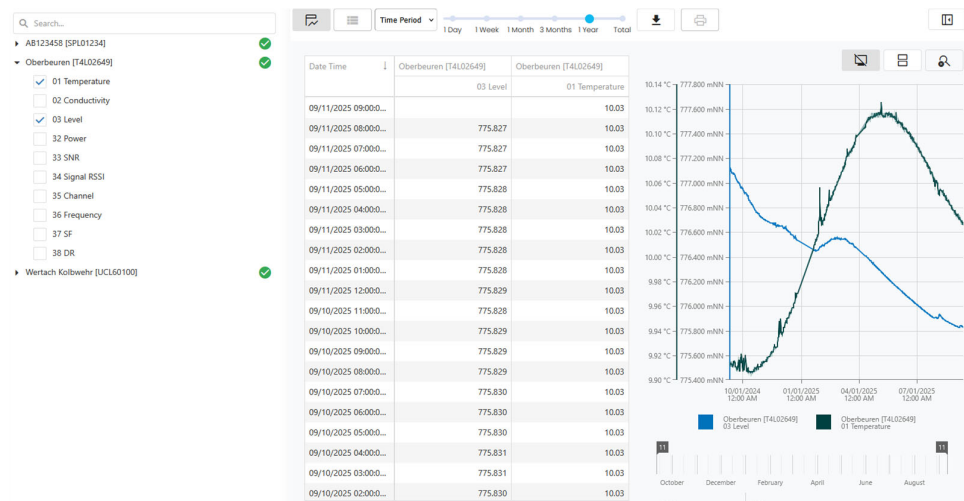 Search...
AB123458 [SPL01234]
Oberbeuren [T4L02649]
01 Temperature
02 Conductivity
03 Level
32 Power
33 SNR
34 Signal RSSI
35 Channel
36 Frequency
37 SF
38 DR
Wertach Kolbwehr [UCL60100]
Time Period
1 Day 1 Week 1 Month 3 Months 1 Year Total
Date Time Oberbeuren [T4L02649] Oberbeuren [T4L02649]
03 Level 01 Temperature
09/11/2025 09:00:0... 10.03
09/11/2025 08:00:0... 775.827 10.03
09/11/2025 07:00:0... 775.827 10.03
09/11/2025 06:00:0... 775.827 10.03
09/11/2025 05:00:0... 775.828 10.03
09/11/2025 04:00:0... 775.828 10.03
09/11/2025 03:00:0... 775.828 10.03
09/11/2025 02:00:0... 775.828 10.03
09/11/2025 01:00:0... 775.828 10.03
09/11/2025 12:00:0... 775.829 10.03
09/10/2025 11:00:0... 775.828 10.03
09/10/2025 10:00:0... 775.829 10.03
09/10/2025 09:00:0... 775.829 10.03
09/10/2025 08:00:0... 775.829 10.03
09/10/2025 07:00:0... 775.830 10.03
09/10/2025 06:00:0... 775.830 10.03
09/10/2025 05:00:0... 775.830 10.03
09/10/2025 04:00:0... 775.831 10.03
09/10/2025 03:00:0... 775.831 10.03
09/10/2025 02:00:0... 775.830 10.03
10.14 °C 777.800 mNN
10.12 °C 777.600 mNN
10.10 °C 777.400 mNN
10.08 °C 777.200 mNN
10.06 °C 777.000 mNN
10.04 °C 776.800 mNN
10.02 °C 776.600 mNN
10.00 °C 776.400 mNN
9.98 °C 776.200 mNN
9.96 °C 776.000 mNN
9.94 °C 775.800 mNN
9.92 °C 775.600 mNN
9.90 °C 775.400 mNN
10/01/2024 01/01/2025 04/01/2025 07/01/2025
12:00 AM 12:00 AM 12:00 AM 12:00 AM
Oberbeuren [T4L02649] Oberbeuren [T4L02649]
03 Level 01 Temperature
11 11
October December February April June August